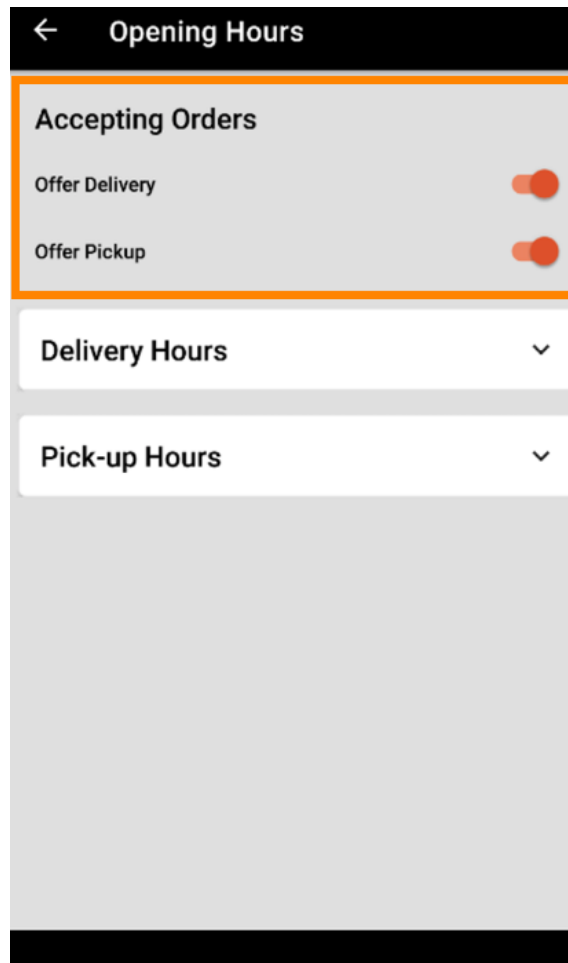 Opening Hours
Accepting Orders
Offer Delivery
Offer Pickup
Delivery Hours
Pick-up Hours